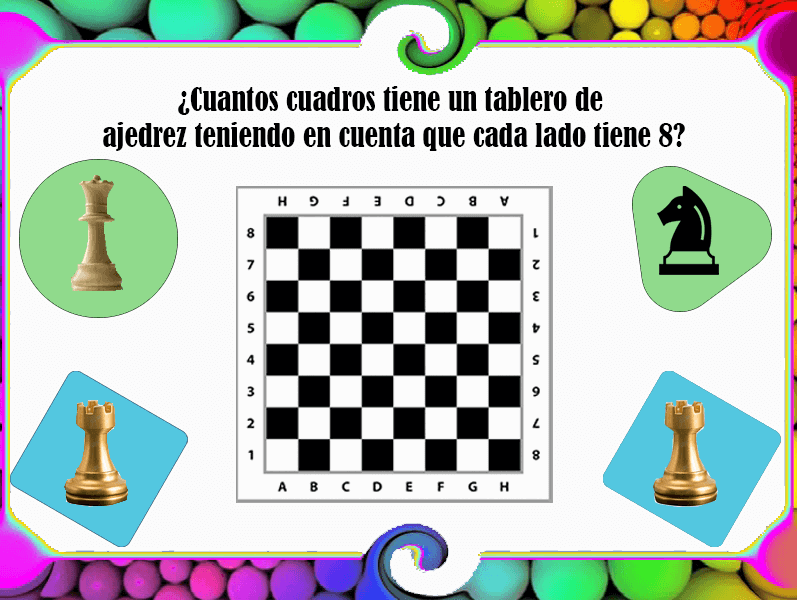 ¿Cuantos cuadros tiene un tablero de
ajedrez teniendo en cuenta que cada lado tiene 8?
H G F E D C B A
8 1
7 2
6 3
5 4
4 5
3 6
2 7
1 8
A B C D E F G H